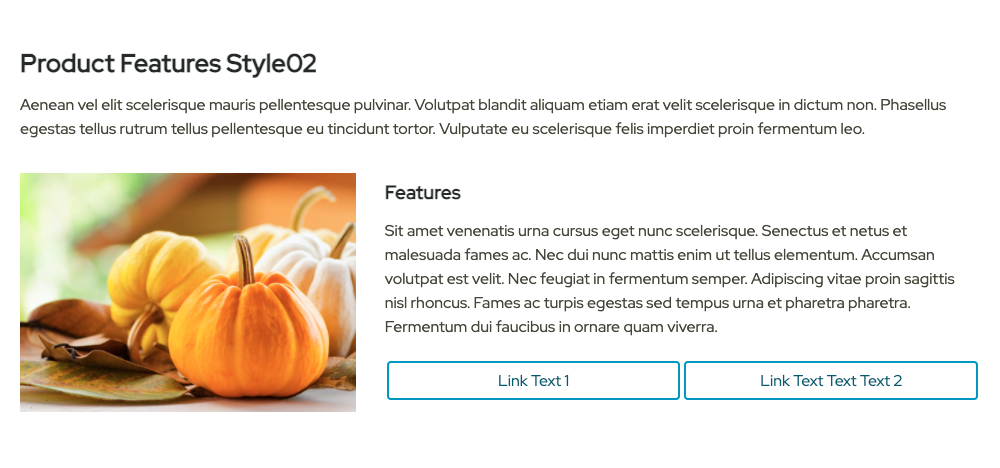 Product Features Style02
Aenean vel elit scelerisque mauris pellentesque pulvinar. Volutpat blandit aliquam etiam erat velit scelerisque in dictum non. Phasellus
egestas tellus rutrum tellus pellentesque eu tincidunt tortor. Vulputate eu scelerisque felis imperdiet proin fermentum leo.
Features
Sit amet venenatis urna cursus eget nunc scelerisque. Senectus et netus et
malesuada fames ac. Nec dui nunc mattis enim ut tellus elementum. Accumsan
volutpat est velit. Nec feugiat in fermentum semper. Adipiscing vitae proin sagittis
nisl rhoncus. Fames ac turpis egestas sed tempus urna et pharetra pharetra.
Fermentum dui faucibus in ornare quam viverra.
Link Text 1
Link Text Text Text 2